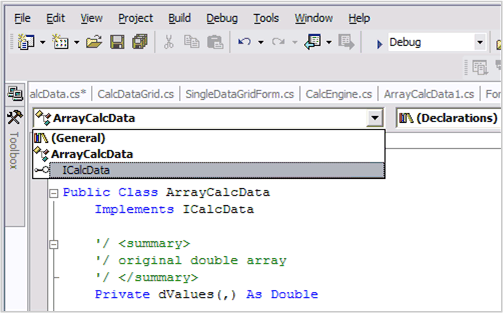 File Edit View Project Build Debug Tools Window Help
Debug
alcData.cs* CalcDataGrid.cs SingleDataGridForm.cs CalcEngine.cs ArrayCalcData1.cs For
ArrayCalcData (Declarations)
(General)
ArrayCalcData
ICalcData
Toolbox
Public Class ArrayCalcData
Implements ICalcData
'/ <summary>
'/ original double array
'/ </summary>
Private dValues(,) As Double